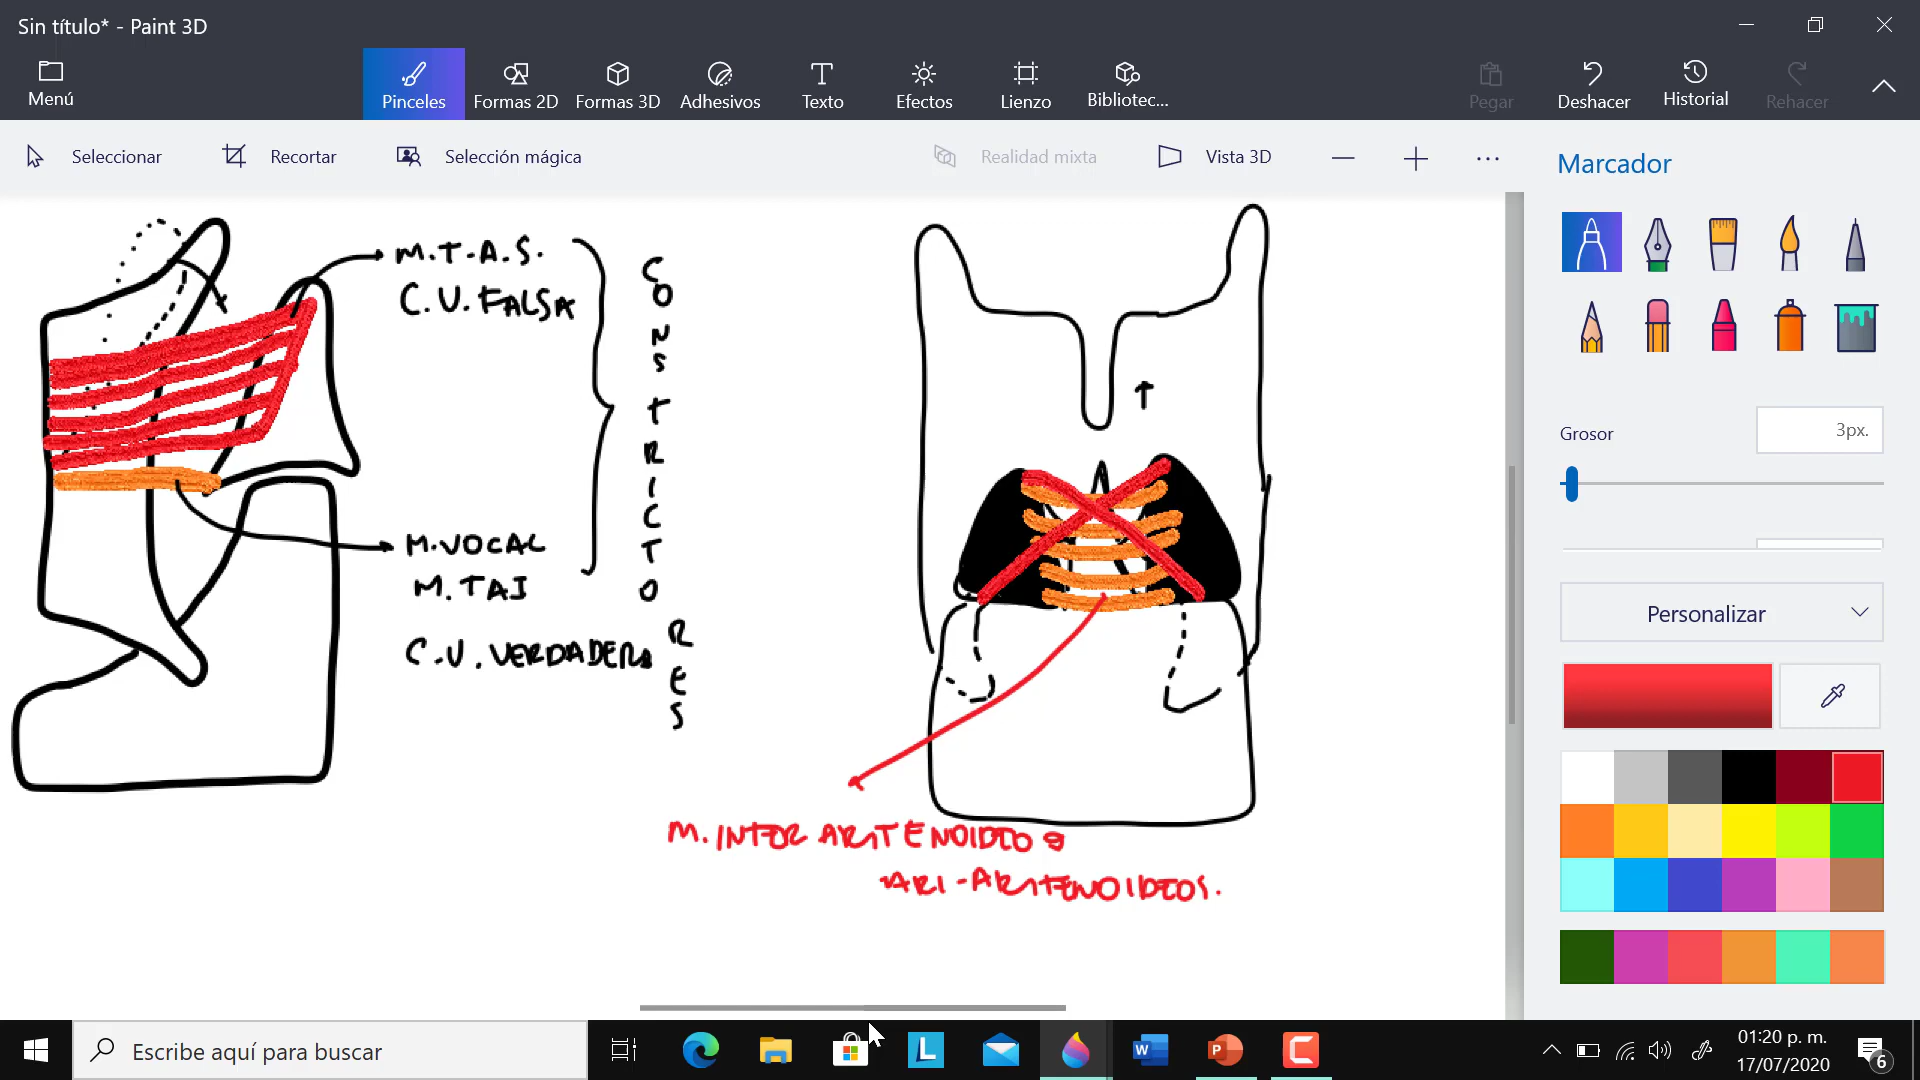 Sin título* - Paint 3D
Menú
Pinceles
Formas 2D
Formas 3D
Adhesivos
Texto
Efectos
Lienzo
Bibliotec...
Pegar
Deshacer
Historial
Rehacer
Seleccionar
Recortar
Selección mágica
Realidad mixta
Vista 3D
Marcador
Grosor
3px.
Personalizar
M.T.A.S.
C.V.FALSA
M.VOCAL
M.TAI
C.V.VERDADERA
CONSTRICTORES
M.INTERARITENOIDEO
ARI-ARITENOIDEOS.
Escribe aquí para buscar
01:20 p. m.
17/07/2020
6